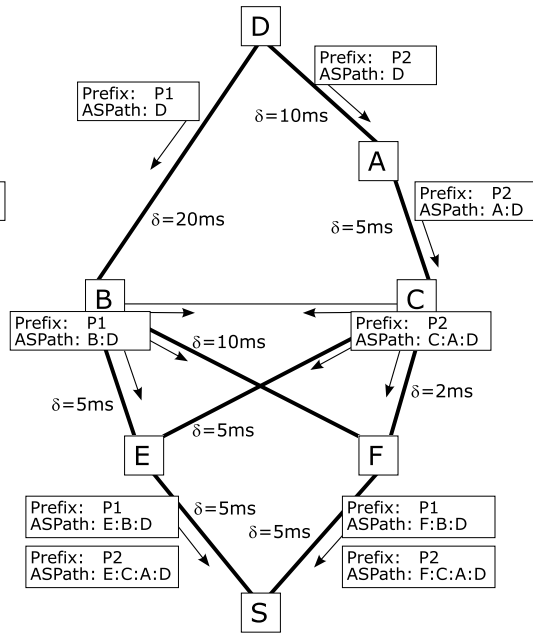 D
Prefix: P2
ASPath: D
Prefix: P1
ASPath: D
δ=10ms
A
Prefix: P2
ASPath: A:D
δ=20ms
δ=5ms
B
C
Prefix: P1
ASPath: B:D
Prefix: P2
ASPath: C:A:D
δ=10ms
δ=5ms
δ=2ms
δ=5ms
E
F
Prefix: P1
ASPath: E:B:D
δ=5ms
δ=5ms
Prefix: P1
ASPath: F:B:D
Prefix: P2
ASPath: E:C:A:D
Prefix: P2
ASPath: F:C:A:D
S